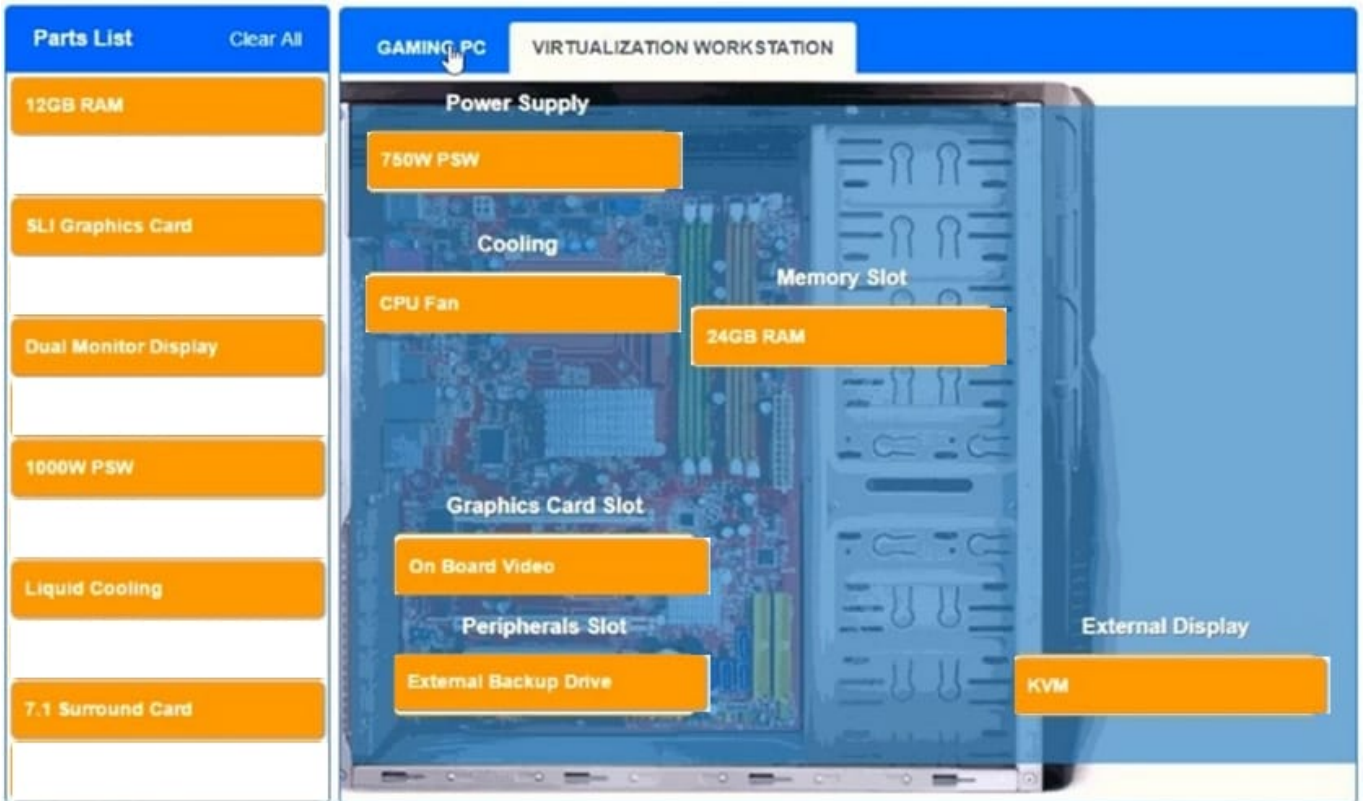 Parts List
Clear All
12GB RAM
SLI Graphics Card
Dual Monitor Display
1000W PSW
Liquid Cooling
7.1 Surround Card
GAMING PC
VIRTUALIZATION WORKSTATION
Power Supply
750W PSW
Cooling
CPU Fan
Memory Slot
24GB RAM
Graphics Card Slot
On Board Video
Peripherals Slot
External Backup Drive
External Display
KVM